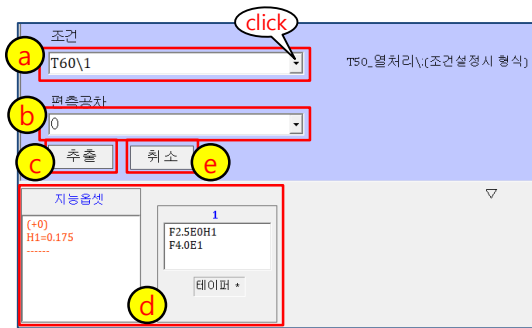 click
조건
a
T60\1
T50_열처리\:(조건설정시 형식)
편측공차
b
0
c
추출
취소
e
지능옵셋
(+0)
H1=0.175
------
1
F2.5E0H1
F4.0E1
테이퍼 *
d
▽